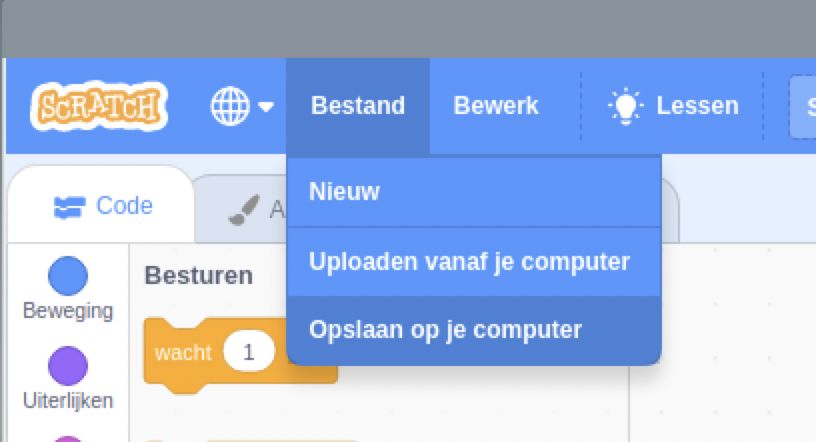 SCRATCH
Bestand
Bewerk
Lessen
Code
Nieuw
Uploaden vanaf je computer
Opslaan op je computer
Beweging
Uiterlijken
Besturen
wacht 1